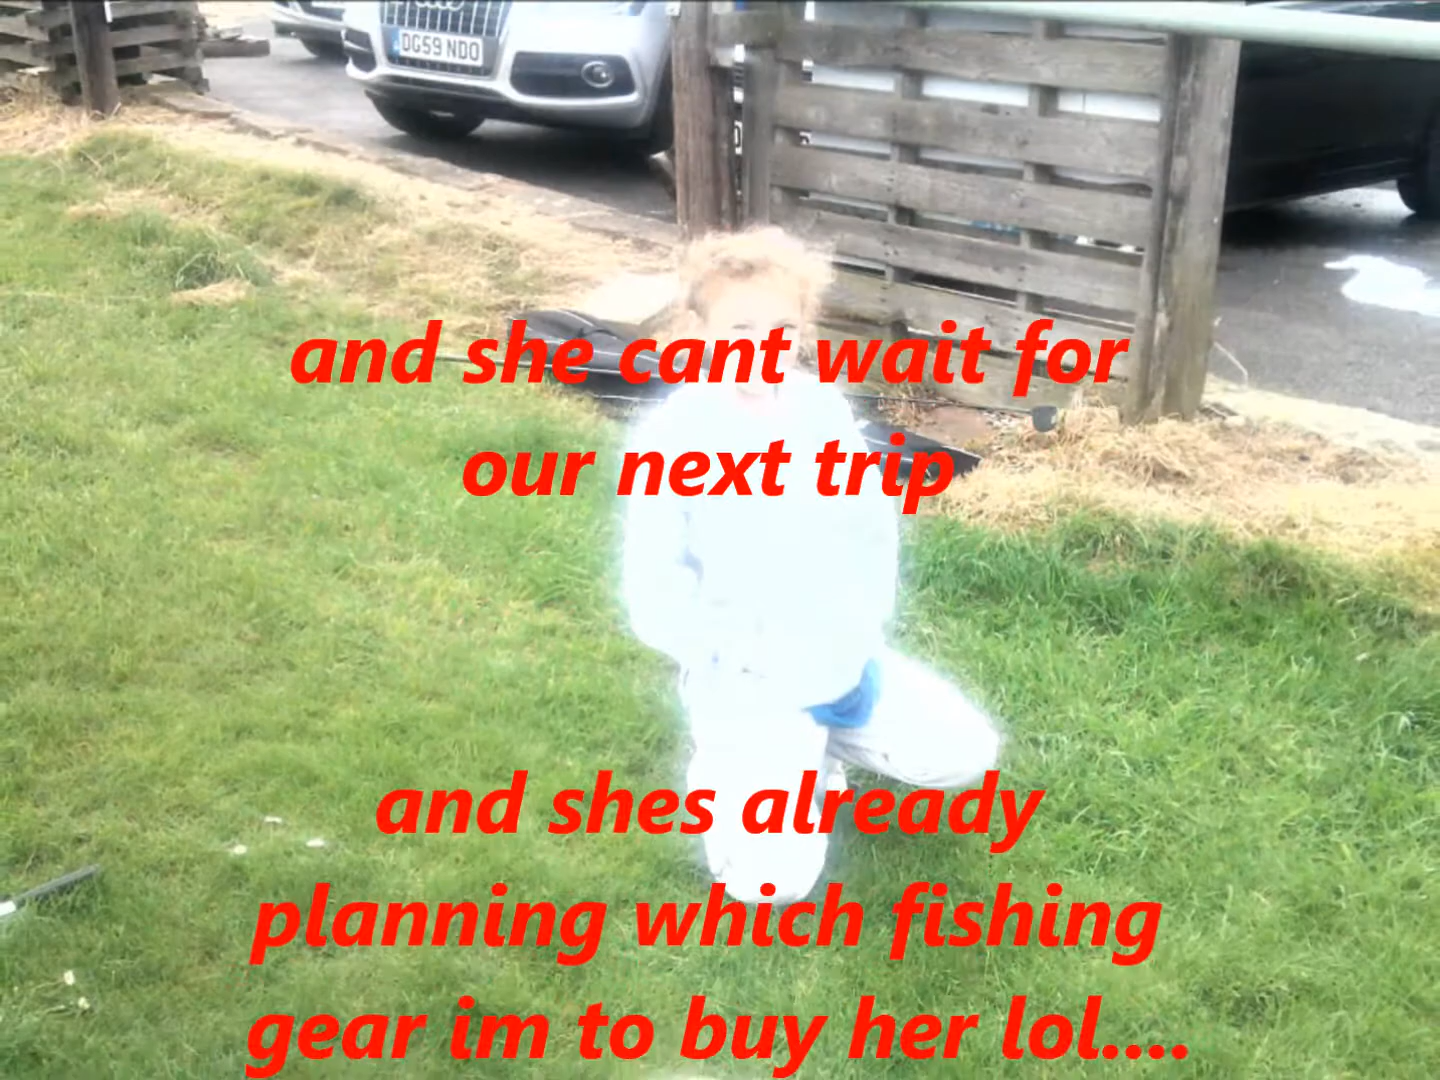 DG59 NDO
and she cant wait for
our next trip
and shes already
planning which fishing
gear im to buy her lol....